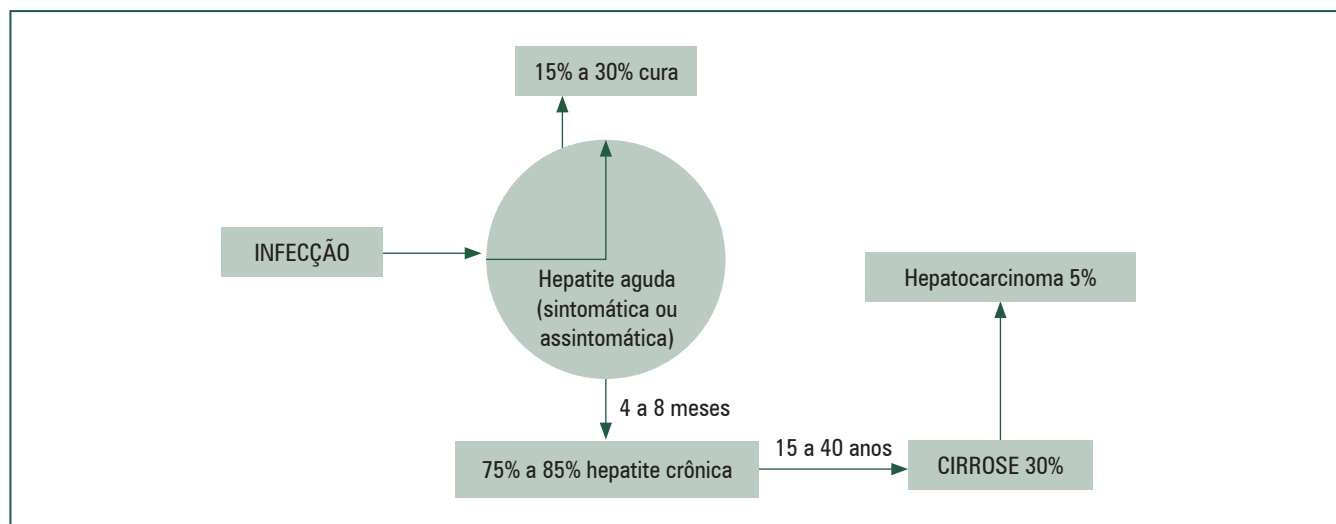 15% a 30% cura
INFECÇÃO
Hepatite aguda
(sintomática ou
assintomática)
Hepatocarcinoma 5%
4 a 8 meses
75% a 85% hepatite crônica
15 a 40 anos
CIRROSE 30%